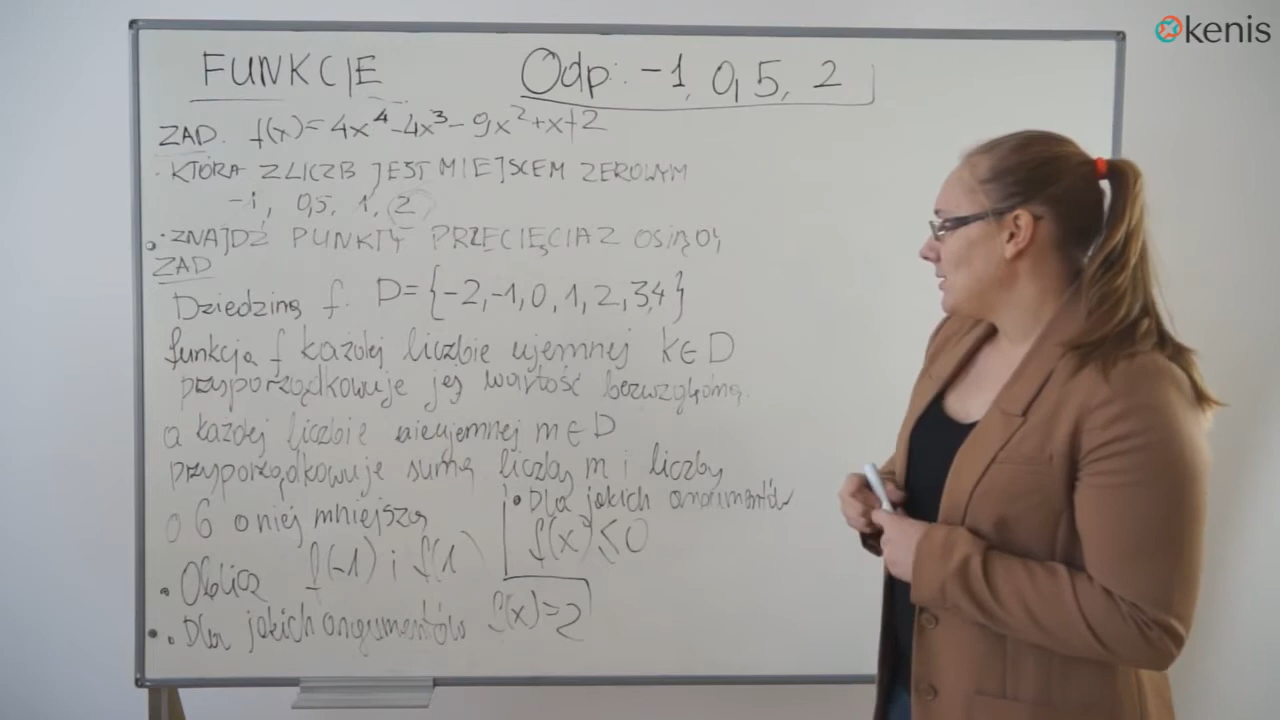 kenis
FUNKCJE
Odp: -1, 0,5, 2
ZAD. f(x)=4x⁴-4x³-9x²+x+2
· KTÓRA Z LICZB JEST MIEJSCEM ZEROWYM
-1, 0,5, 1, 2
· ZNAJDŹ PUNKTY PRZECIĘCIA Z OSIĄ OY
ZAD
Dziedziną f. D={-2,-1,0,1,2,3,4}
funkcja f każdej liczbie ujemnej k∈D
przyporządkowuje jej wartość bezwzględną.
a każdej liczbie nieujemnej m∈D
przyporządkowuje sumę liczby m i liczby
o 6 o niej mniejszą
• Oblicz f(-1) i f(1)
• Dla jakich argumentów f(x)=2
• Dla jakich argumentów
f(x)≤0